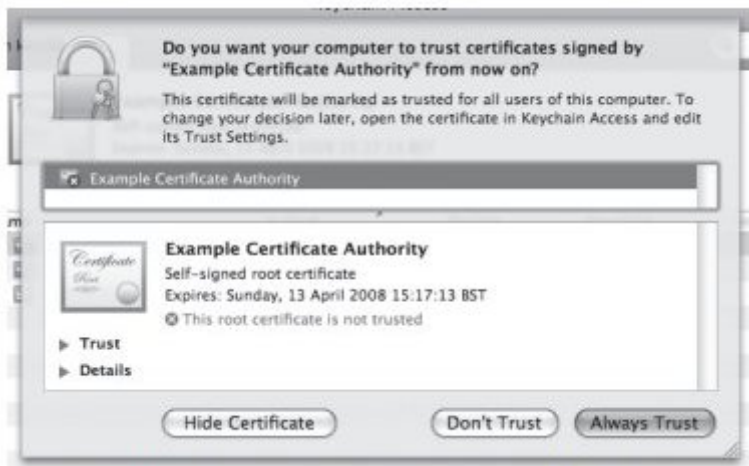 Do you want your computer to trust certificates signed by
“Example Certificate Authority” from now on?
This certificate will be marked as trusted for all users of this computer. To
change your decision later, open the certificate in Keychain Access and edit
its Trust Settings.
Example Certificate Authority
Certificate
Root
Example Certificate Authority
Self-signed root certificate
Expires: Sunday, 13 April 2008 15:17:13 BST
This root certificate is not trusted
Trust
Details
Hide Certificate
Don't Trust
Always Trust